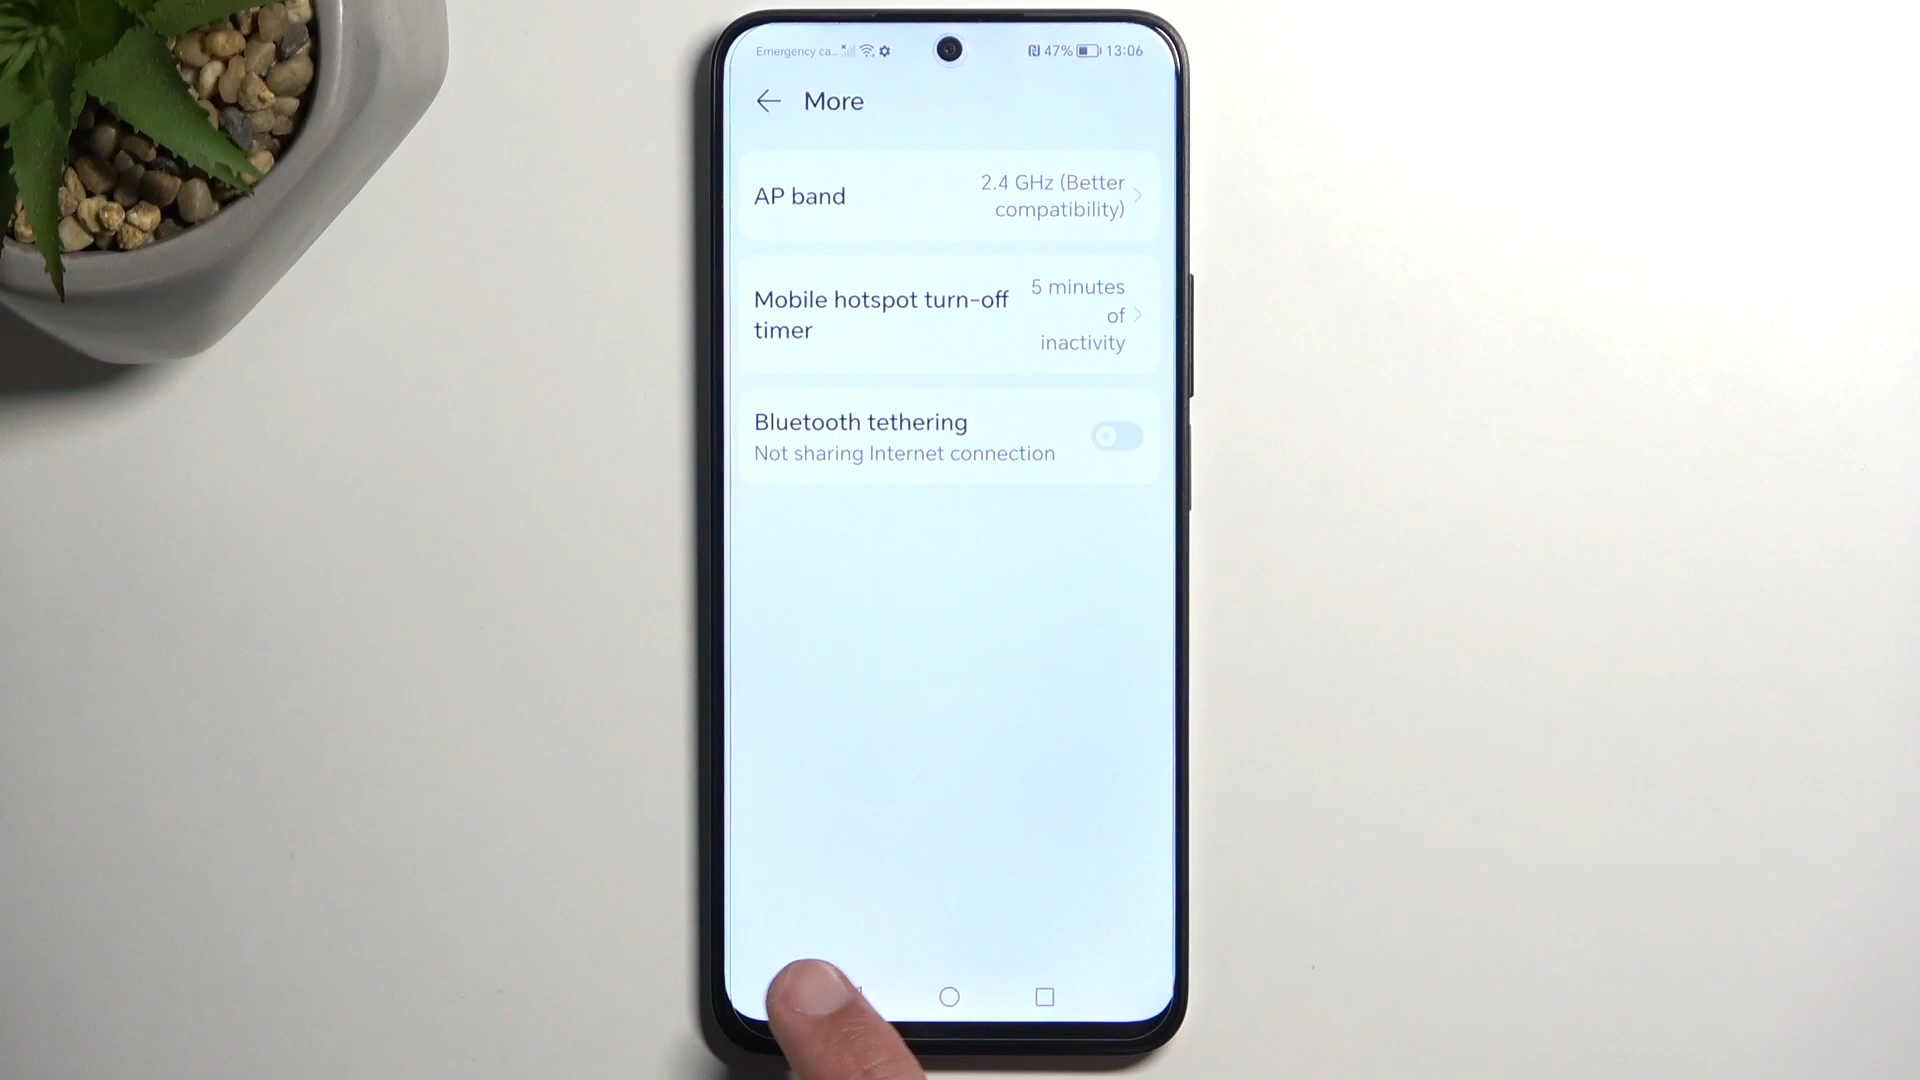 Emergency ca... 47% 13:06
More
AP band
2.4 GHz (Better
compatibility)
Mobile hotspot turn-off
timer
5 minutes
of
inactivity
Bluetooth tethering
Not sharing Internet connection